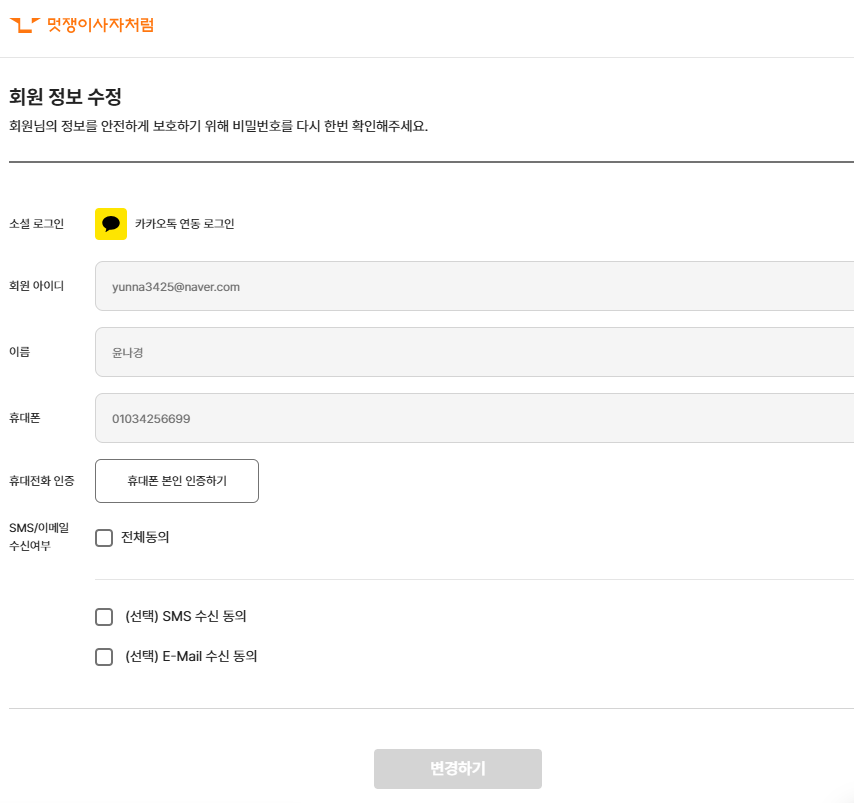 멋쟁이사자처럼
회원 정보 수정
회원님의 정보를 안전하게 보호하기 위해 비밀번호를 다시 한번 확인해주세요.
소셜 로그인 카카오톡 연동 로그인
회원 아이디 yunna3425@naver.com
이름 윤나경
휴대폰 01034256699
휴대전화 인증 휴대폰 본인 인증하기
SMS/이메일
수신여부
전체동의
(선택) SMS 수신 동의
(선택) E-Mail 수신 동의
변경하기